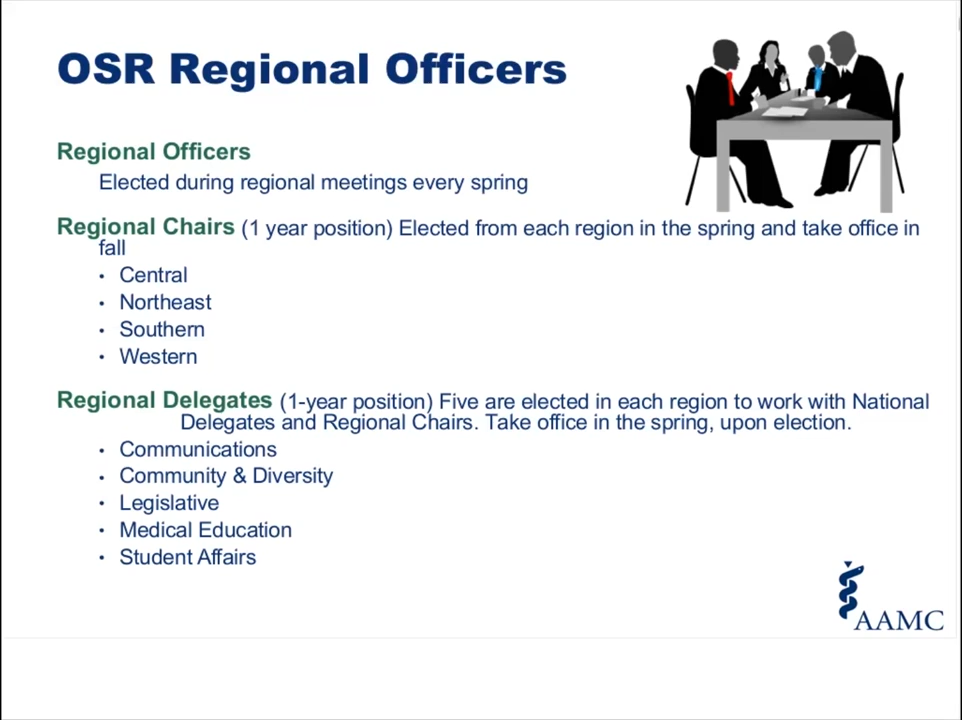 OSR Regional Officers
Regional Officers
Elected during regional meetings every spring
Regional Chairs (1 year position) Elected from each region in the spring and take office in
fall
• Central
• Northeast
• Southern
• Western
Regional Delegates (1-year position) Five are elected in each region to work with National
Delegates and Regional Chairs. Take office in the spring, upon election.
• Communications
• Community & Diversity
• Legislative
• Medical Education
• Student Affairs
AAMC